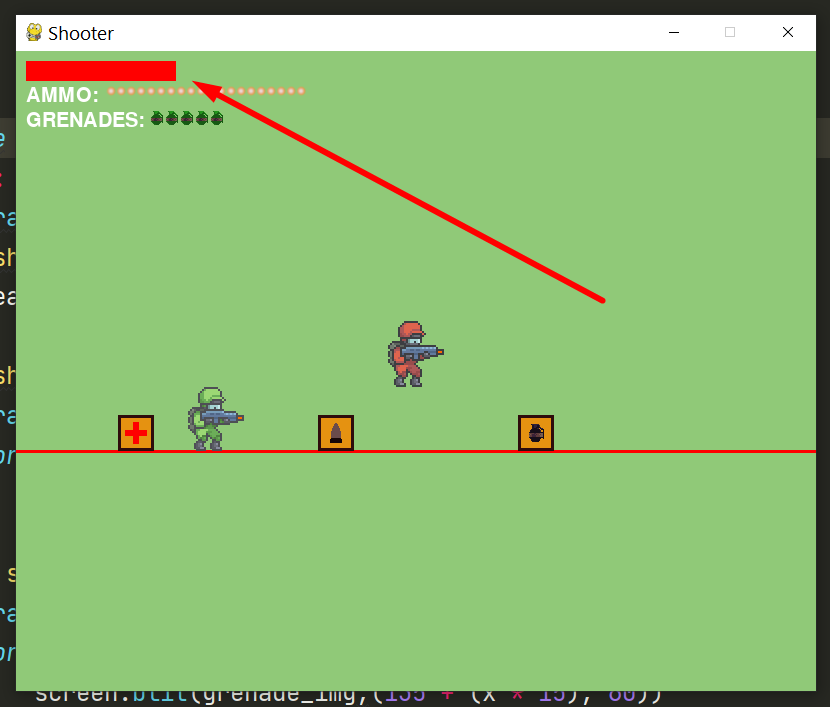 Shooter
AMMO:
GRENADES:
screen.blit(grenade_img,(135 + (x * 15), 60))